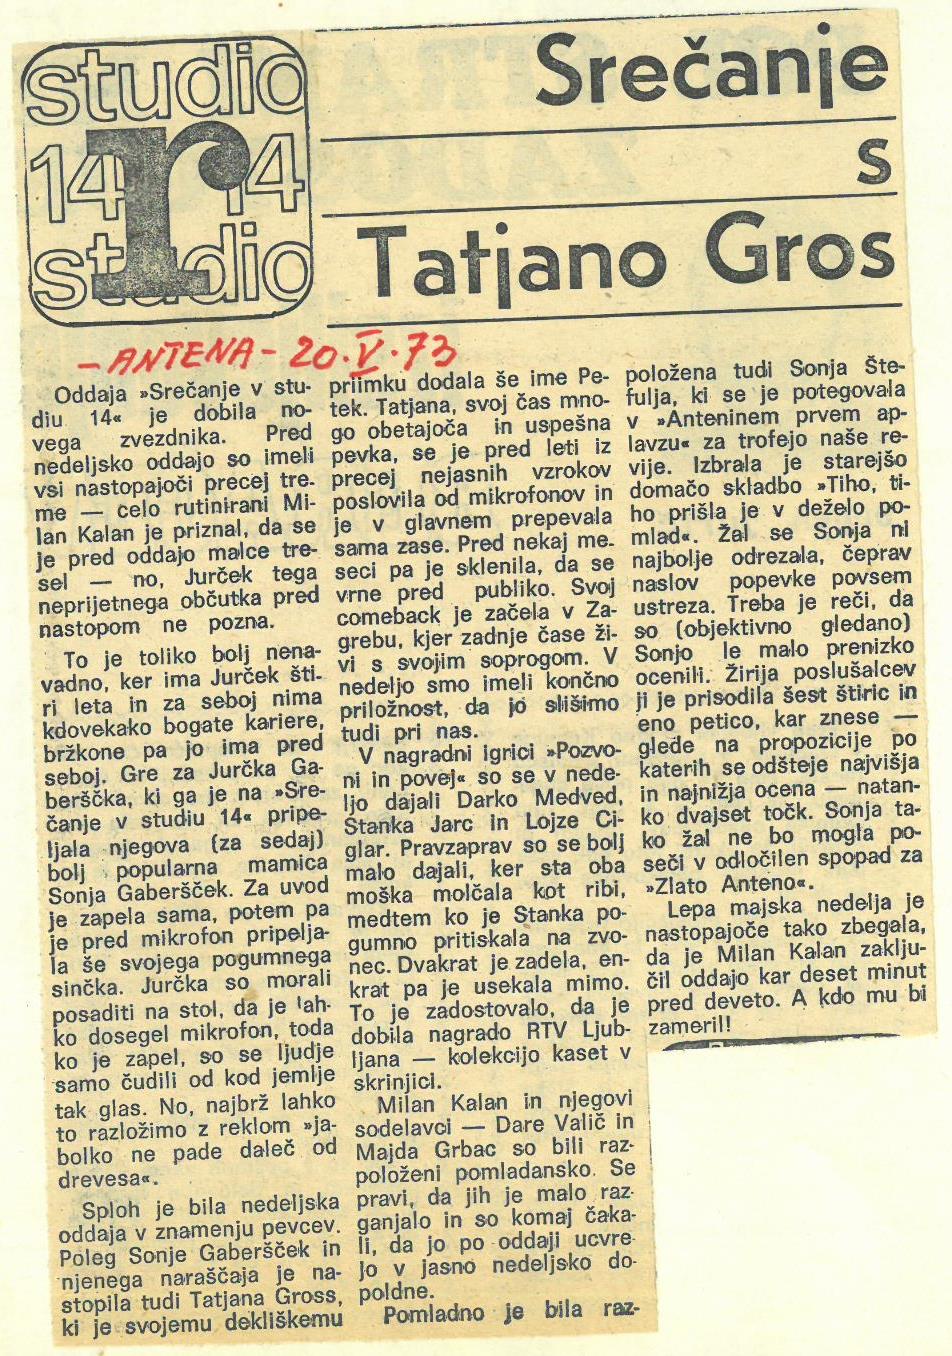 studio
14 r 14
studio
Srečanje
s
Tatjano Gros
- ANTENA - 20. V. 73
Oddaja »Srečanje v stu-
diu 14« je dobila no-
vega zvezdnika. Pred
nedeljsko oddajo so imeli
vsi nastopajoči precej tre-
me — celo rutinirani Mi-
lan Kalan je priznal, da se
je pred oddajo malce tre-
sel — no, Jurček tega
neprijetnega občutka pred
nastopom ne pozna.
To je toliko bolj nena-
vadno, ker ima Jurček šti-
ri leta in za seboj nima
kdovekako bogate kariere,
bržkone pa jo ima pred
seboj. Gre za Jurčka Ga-
berščka, ki ga je na »Sre-
čanje v studiu 14« pripe-
ljala njegova (za sedaj)
bolj popularna mamica
Sonja Gaberšček. Za uvod
je zapela sama, potem pa
je pred mikrofon pripelja-
la še svojega pogumnega
sinčka. Jurčka so morali
posaditi na stol, da je lah-
ko dosegel mikrofon, toda
ko je zapel, so se ljudje
samo čudili od kod jemlje
tak glas. No, najbrž lahko
to razložimo z reklom »ja-
bolko ne pade daleč od
drevesa«.
Sploh je bila nedeljska
oddaja v znamenju pevcev.
Poleg Sonje Gaberšček in
njenega naraščaja je na-
stopila tudi Tatjana Gross,
ki je svojemu dekliškemu
priimku dodala še ime Pe-
tek. Tatjana, svoj čas mno-
go obetajoča in uspešna
pevka, se je pred leti iz
precej nejasnih vzrokov
poslovila od mikrofonov in
je v glavnem prepevala
sama zase. Pred nekaj me-
seci pa je sklenila, da se
vrne pred publiko. Svoj
comeback je začela v Za-
grebu, kjer zadnje čase ži-
vi s svojim soprogom. V
nedeljo smo imeli končno
priložnost, da jo slišimo
tudi pri nas.
V nagradni igrici »Pozvo-
ni in povej« so se v nede-
ljo dajali Darko Medved,
Stanka Jarc in Lojze Ci-
glar. Pravzaprav so se bolj
malo dajali, ker sta oba
moška molčala kot ribi,
medtem ko je Stanka po-
gumno pritiskala na zvo-
nec. Dvakrat je zadela, en-
krat pa je usekala mimo.
To je zadostovalo, da je
dobila nagrado RTV Ljub-
ljana — kolekcijo kaset v
skrinjici.
Milan Kalan in njegovi
sodelavci — Dare Valič in
Majda Grbac so bili raz-
položeni pomladansko. Se
pravi, da jih je malo raz-
ganjalo in so komaj čaka-
li, da jo po oddaji ucvre-
jo v jasno nedeljsko do-
poldne.
Pomladno je bila raz-
položena tudi Sonja Šte-
fulja, ki se je potegovala
v »Anteninem prvem ap-
lavzu« za trofejo naše re-
vije. Izbrala je starejšo
domačo skladbo »Tiho, ti-
ho prišla je v deželo po-
mlad«. Žal se Sonja ni
najbolje odrezala, čeprav
naslov popevke povsem
ustreza. Treba je reči, da
so (objektivno gledano)
Sonjo le malo prenizko
ocenili. Žirija poslušalcev
ji je prisodila šest štiric in
eno petico, kar znese —
glede na propozicije po
katerih se odšteje najvišja
in najnižja ocena — natan-
ko dvajset točk. Sonja ta-
ko žal ne bo mogla po-
seči v odločilen spopad za
»Zlato Anteno«.
Lepa majska nedelja je
nastopajoče tako zbegala,
da je Milan Kalan zaklju-
čil oddajo kar deset minut
pred deveto. A kdo mu bi
zameril!